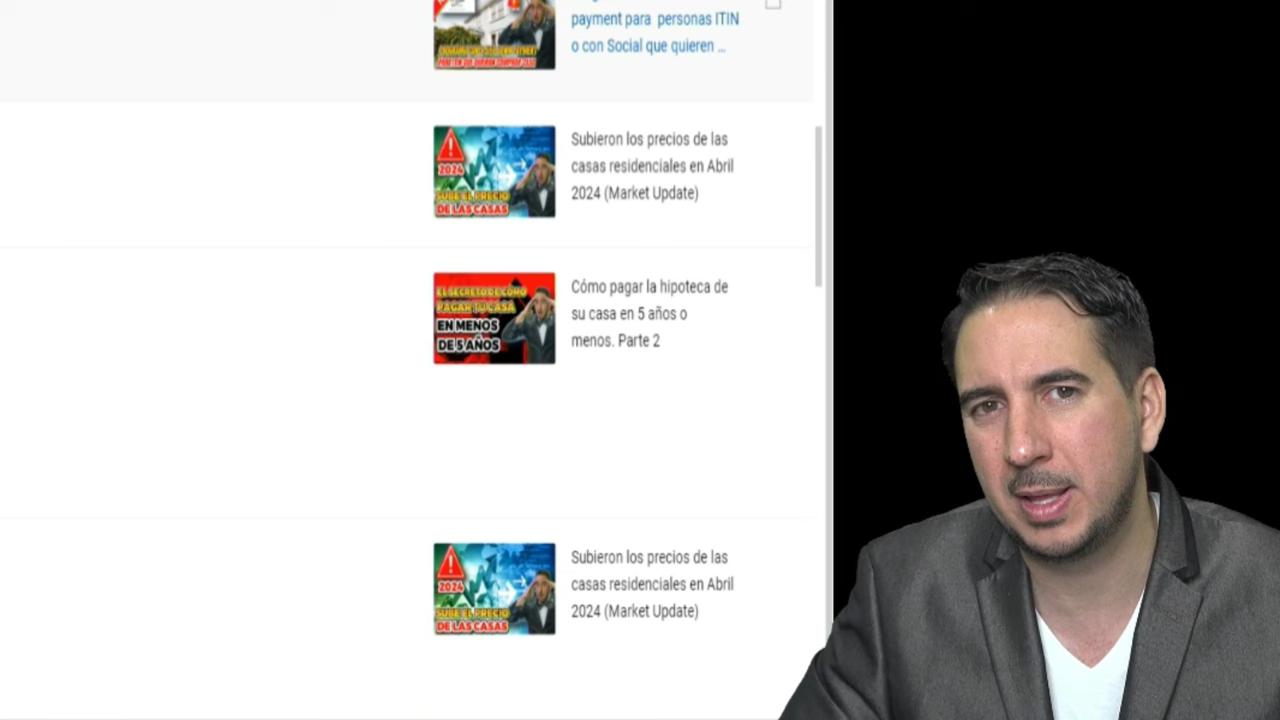 payment para personas ITIN
o con Social que quieren ...
2024
SUBE EL PRECIO
DE LAS CASAS
Subieron los precios de las
casas residenciales en Abril
2024 (Market Update)
EL SECRETO DE CÓMO
PAGAR TU CASA
EN MENOS
DE 5 AÑOS
Cómo pagar la hipoteca de
su casa en 5 años o
menos. Parte 2
2024
SUBE EL PRECIO
DE LAS CASAS
Subieron los precios de las
casas residenciales en Abril
2024 (Market Update)